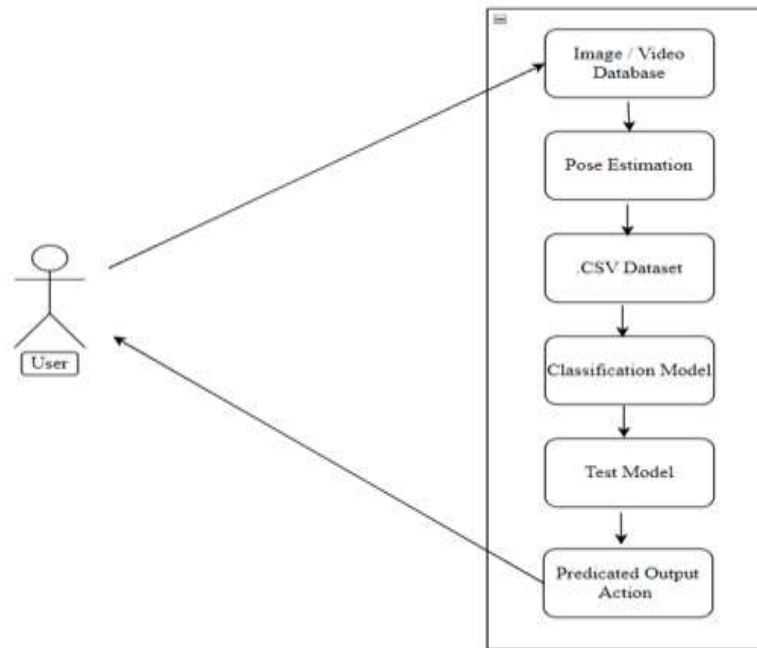 Image / Video
Database
Pose Estimation
.CSV Dataset
Classification Model
Test Model
Predicated Output
Action
User